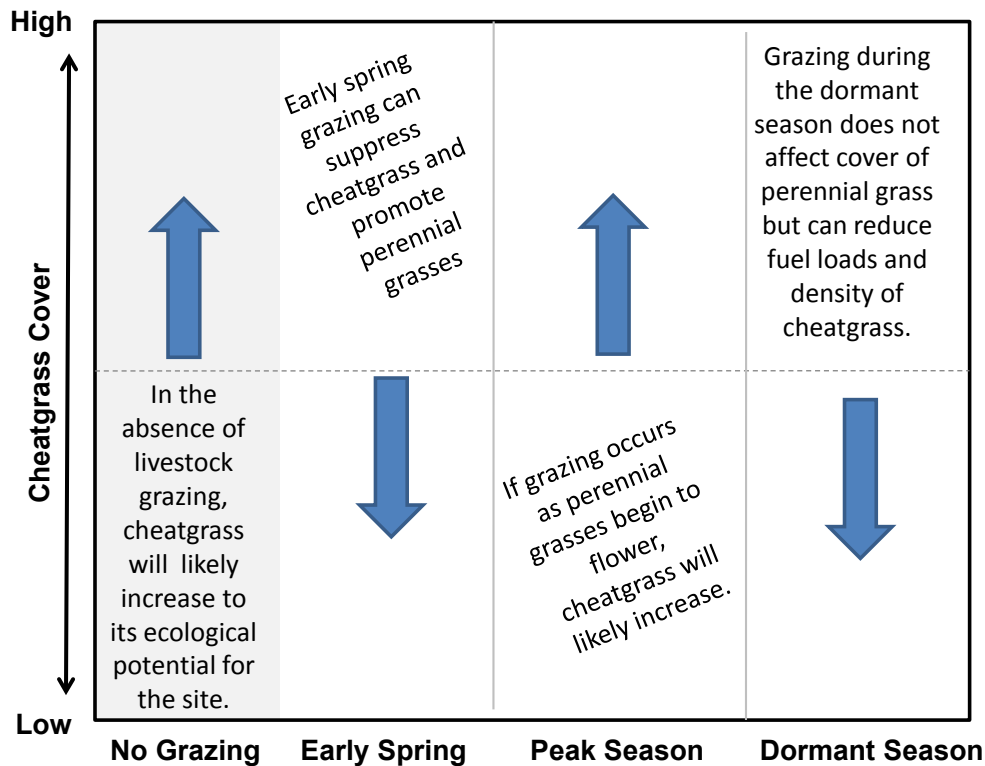 High
Cheatgrass Cover
Low
Early spring
grazing can
suppress
cheatgrass and
promote
perennial
grasses
Grazing during
the dormant
season does not
affect cover of
perennial grass
but can reduce
fuel loads and
density of
cheatgrass.
In the
absence of
livestock
grazing,
cheatgrass
will likely
increase to
its ecological
potential for
the site.
If grazing occurs
as perennial
grasses begin to
flower,
cheatgrass will
likely increase.
No Grazing
Early Spring
Peak Season
Dormant Season